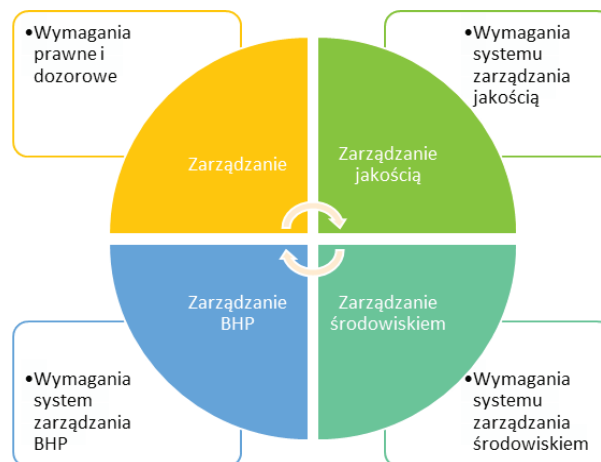 •Wymagania
prawne i
dozorowe
•Wymagania
systemu
zarządzania
jakością
Zarządzanie
Zarządzanie
jakością
Zarządzanie
BHP
Zarządzanie
środowiskiem
•Wymagania
system
zarządzania
BHP
•Wymagania
systemu
zarządzania
środowiskiem